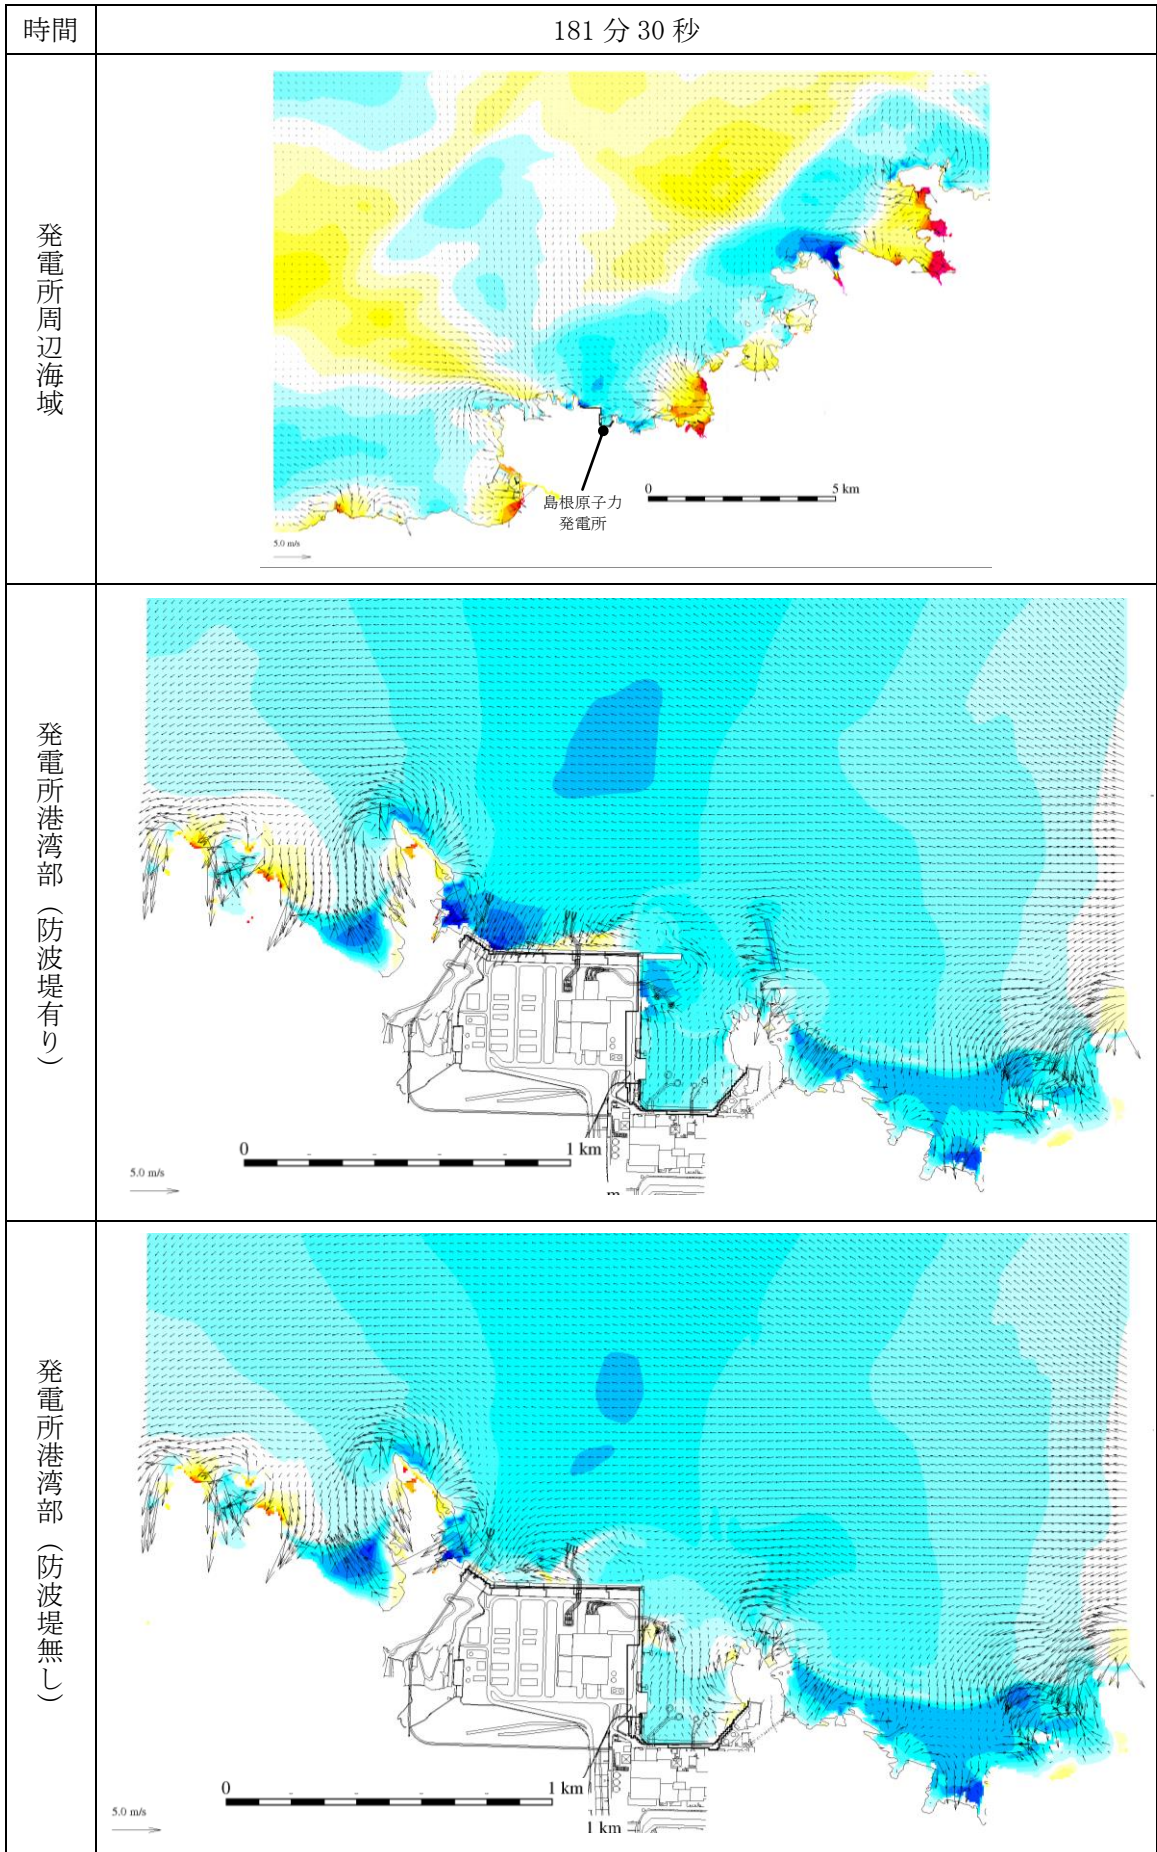 時間
181 分 30 秒
発電所周辺海域
島根原子力
発電所
0
5 km
5.0 m/s
発電所港湾部（防波堤有り）
0
1 km
5.0 m/s
発電所港湾部（防波堤無し）
0
1 km
5.0 m/s
1 km